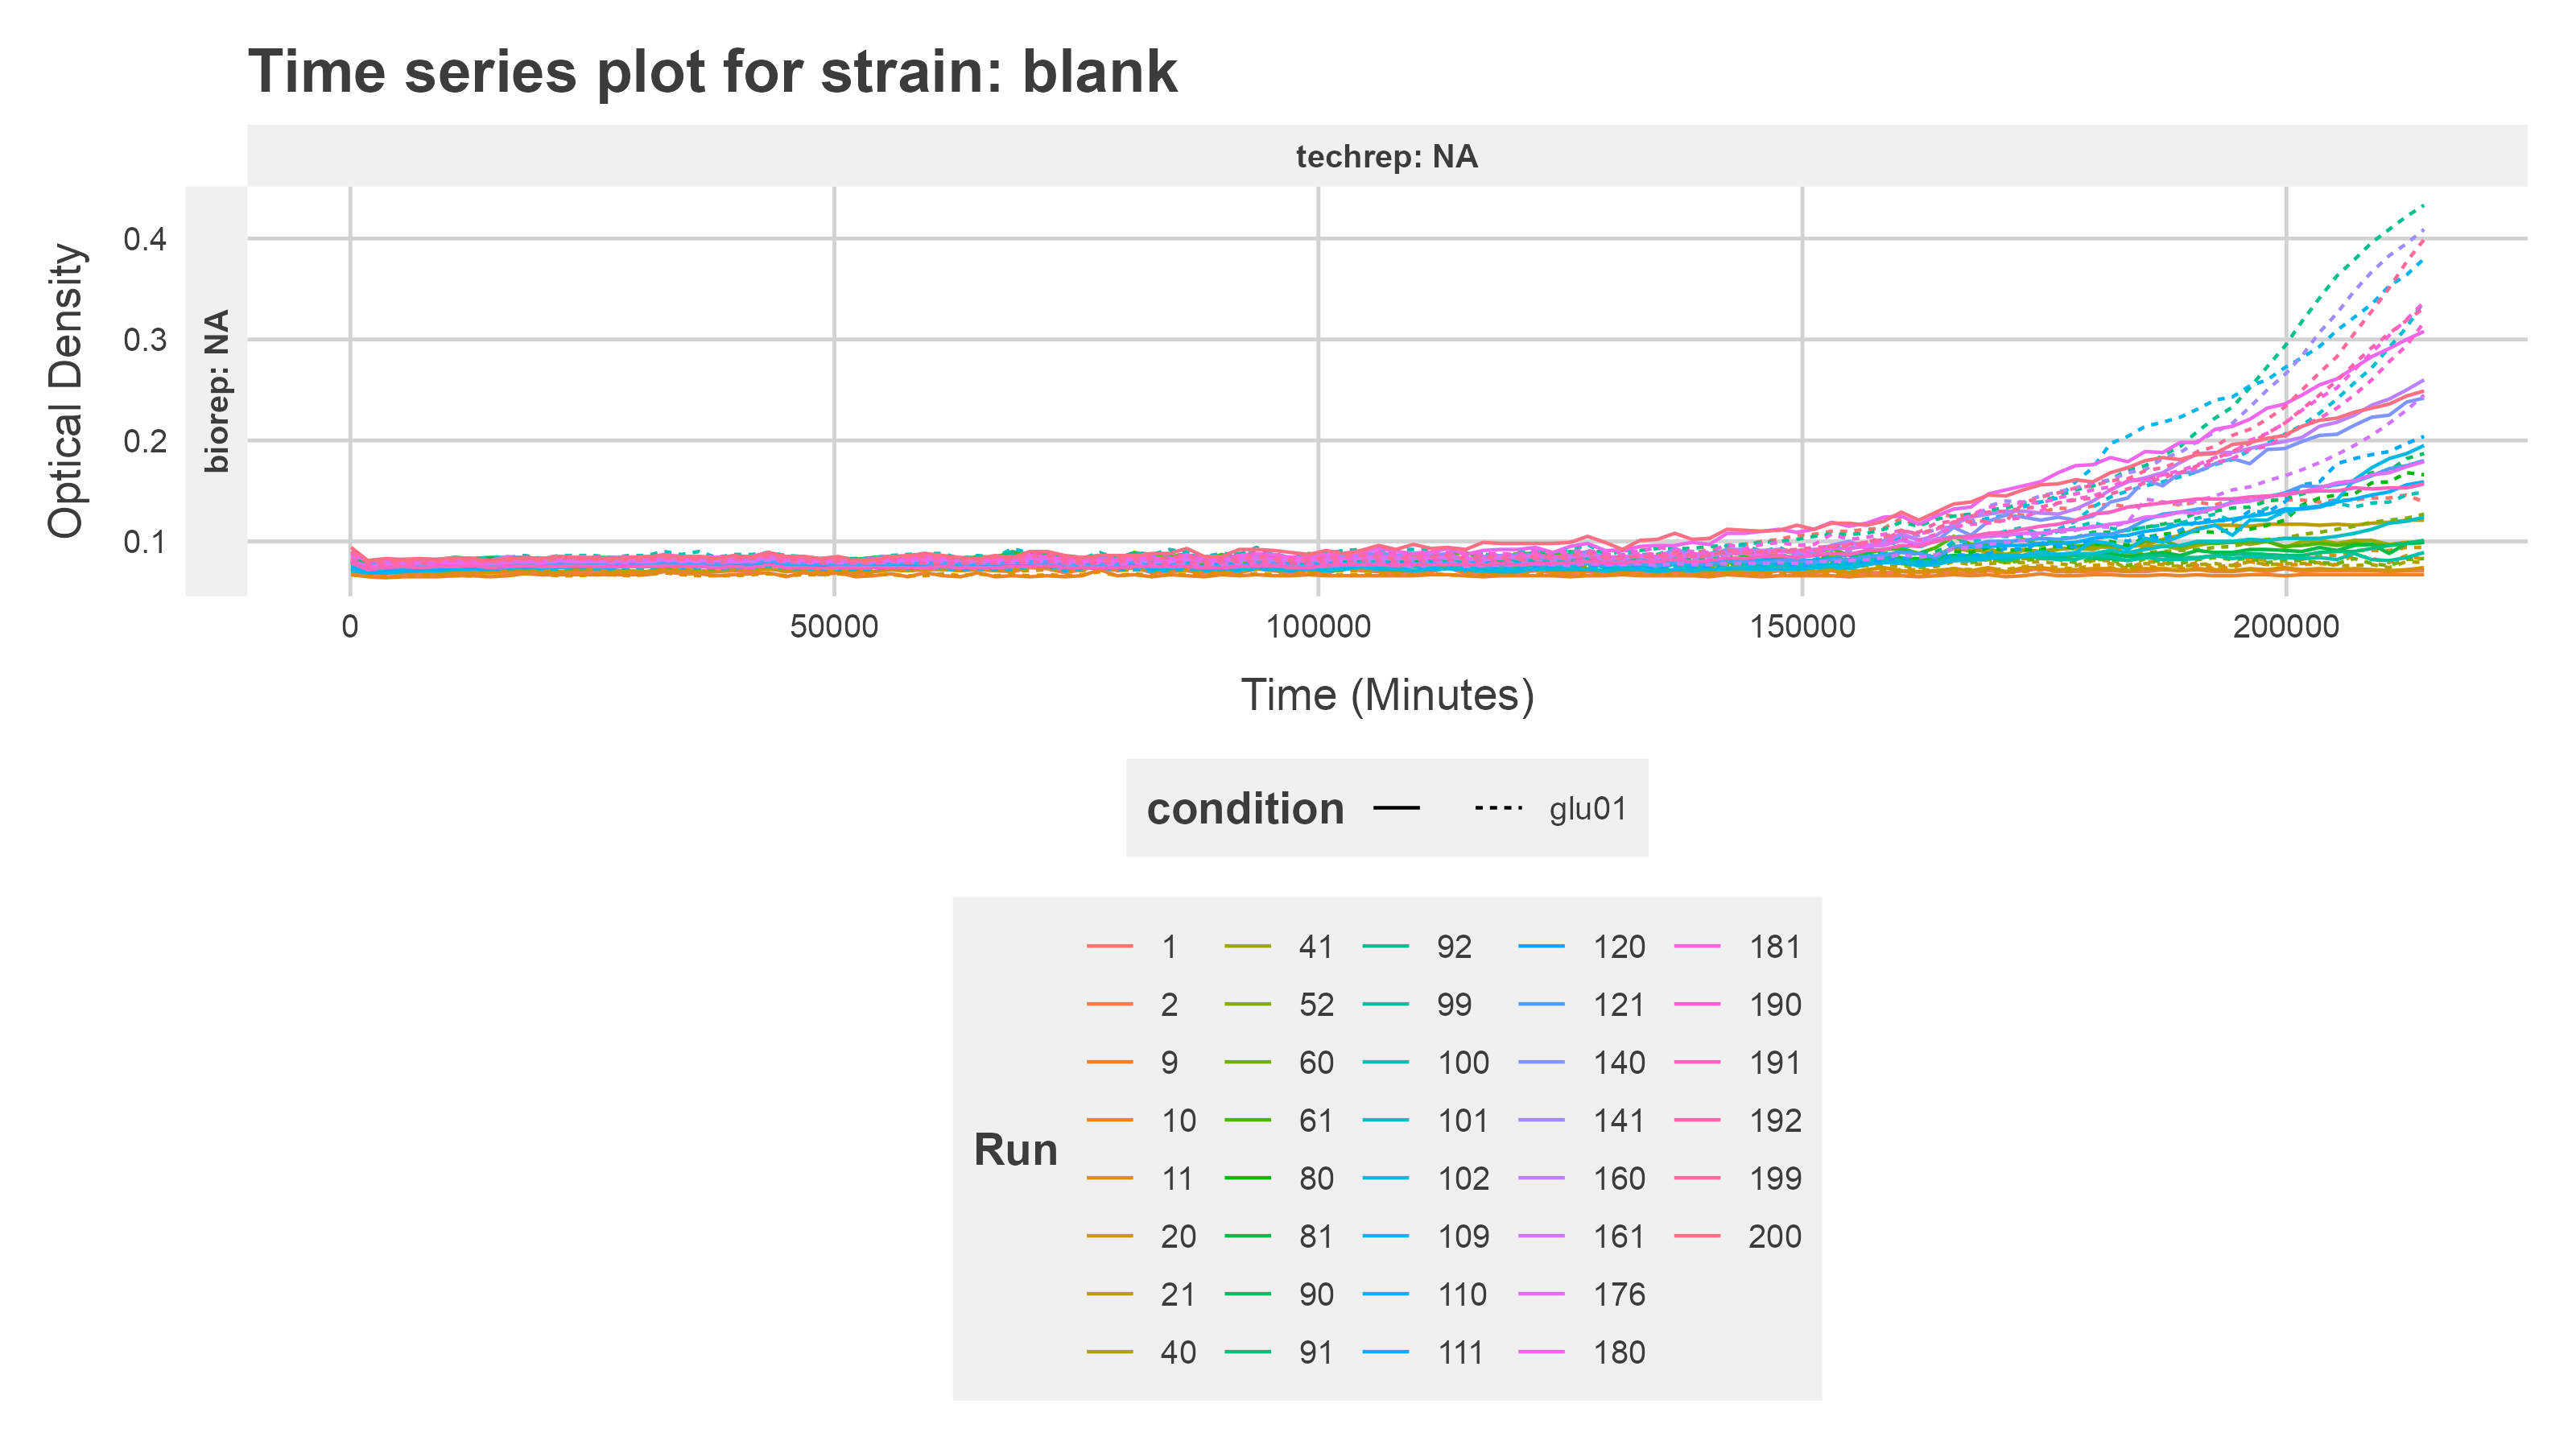 Time series plot for strain: blank
techrep: NA
biorep: NA
Optical Density
0.4
0.3
0.2
0.1
0 50000 100000 150000 200000
Time (Minutes)
condition glu01
Run
1 41 92 120 181
2 52 99 121 190
9 60 100 140 191
10 61 101 141 192
11 80 102 160 199
20 81 109 161 200
21 90 110 176
40 91 111 180